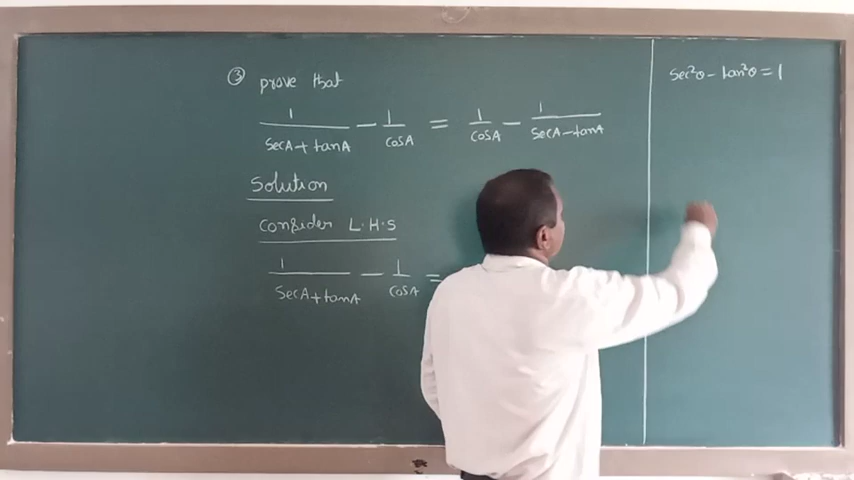 ③ prove that
1/(secA + tanA) - 1/cosA = 1/cosA - 1/(secA - tanA)
Solution
Consider L.H.S
1/(secA + tanA) - 1/cosA =
sec²θ - tan²θ = 1